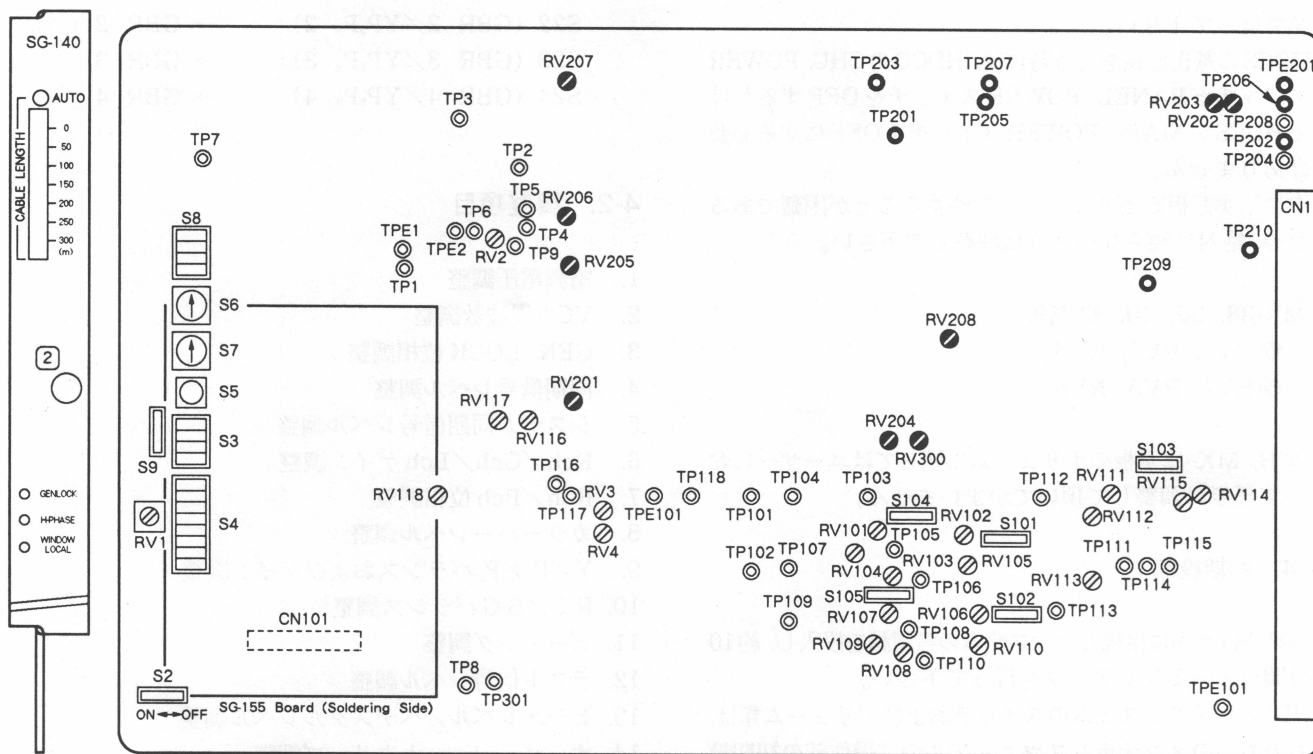 SG-140
AUTO
CABLE LENGTH
0
50
100
150
200
250
300
(m)
2
GENLOCK
H-PHASE
WINDOW
LOCAL
TP7
S8
S6
S7
S5
S3
S9
S4
RV1
S2
ON ↔ OFF
SG-155 Board (Soldering Side)
CN101
RV207
TP3
TP2
TP5
RV206
TP6
TPE1
TPE2
RV2
TP4
TP9
RV205
TP1
RV201
RV117
RV116
TP116
RV118
TP117
RV3
RV4
TP8
TP301
TP203
TP207
TP201
TP205
TP206
TPE201
RV203
RV202
TP208
TP202
TP204
CN1
TP210
TP209
RV208
RV204
RV300
S103
TPE101
TP118
TP101
TP104
TP103
S104
TP112
RV111
RV115
RV114
RV101
TP105
RV102
S101
RV112
TP102
TP107
RV103
RV105
TP111
TP115
RV104
TP106
RV113
TP114
S105
TP109
RV107
RV106
S102
TP113
TP108
RV109
RV108
TP110
RV110
TPE101